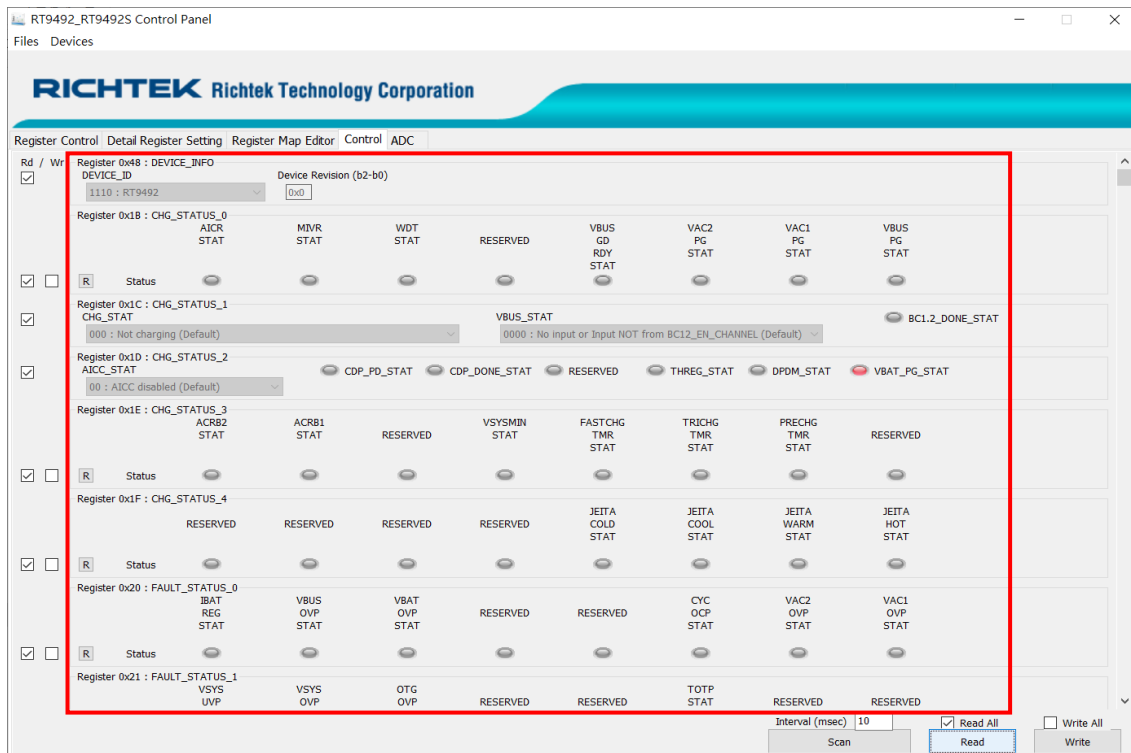 RT9492_RT9492S Control Panel
Files Devices
RICHTEK Richtek Technology Corporation
Register Control Detail Register Setting Register Map Editor Control ADC
Rd / Wr
Register 0x48 : DEVICE_INFO
DEVICE_ID Device Revision (b2-b0)
1110 : RT9492 0x0
Register 0x1B : CHG_STATUS_0
AICR STAT MIVR STAT WDT STAT RESERVED VBUS GD RDY STAT VAC2 PG STAT VAC1 PG STAT VBUS PG STAT
R Status
Register 0x1C : CHG_STATUS_1
CHG_STAT VBUS_STAT BC1.2_DONE_STAT
000 : Not charging (Default) 0000 : No input or Input NOT from BC12_EN_CHANNEL (Default)
Register 0x1D : CHG_STATUS_2
AICC_STAT CDP_PD_STAT CDP_DONE_STAT RESERVED THREG_STAT DPDM_STAT VBAT_PG_STAT
00 : AICC disabled (Default)
Register 0x1E : CHG_STATUS_3
ACRB2 STAT ACRB1 STAT RESERVED VSYSMIN STAT FASTCHG TMR STAT TRICHG TMR STAT PRECHG TMR STAT RESERVED
R Status
Register 0x1F : CHG_STATUS_4
RESERVED RESERVED RESERVED RESERVED JEITA COLD STAT JEITA COOL STAT JEITA WARM STAT JEITA HOT STAT
R Status
Register 0x20 : FAULT_STATUS_0
IBAT REG STAT VBUS OVP STAT VBAT OVP STAT RESERVED RESERVED CYC OCP STAT VAC2 OVP STAT VAC1 OVP STAT
R Status
Register 0x21 : FAULT_STATUS_1
VSYS UVP VSYS OVP OTG OVP RESERVED RESERVED TOTP STAT RESERVED RESERVED
Interval (msec) 10 Read All Write All
Scan Read Write